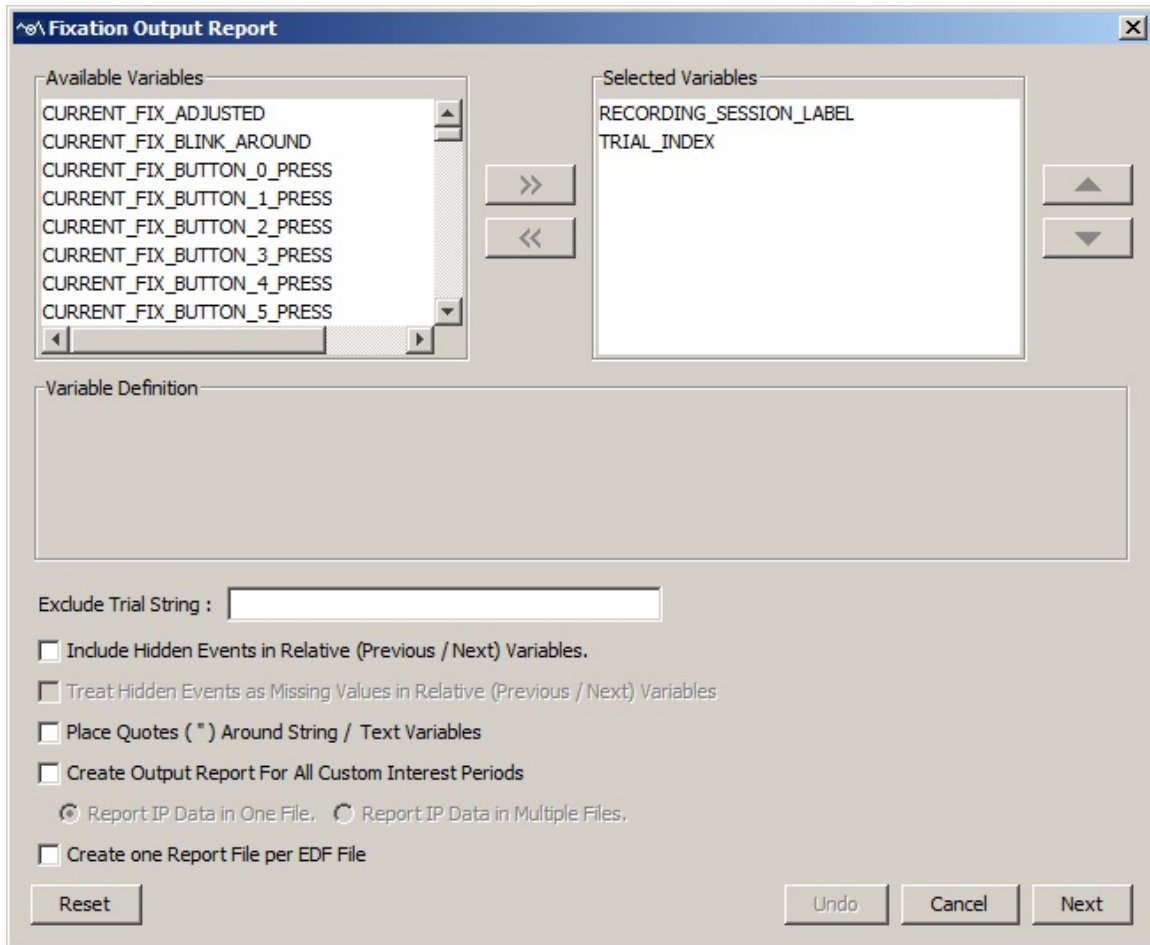 Fixation Output Report
Available Variables
CURRENT_FIX_ADJUSTED
CURRENT_FIX_BLINK_AROUND
CURRENT_FIX_BUTTON_0_PRESS
CURRENT_FIX_BUTTON_1_PRESS
CURRENT_FIX_BUTTON_2_PRESS
CURRENT_FIX_BUTTON_3_PRESS
CURRENT_FIX_BUTTON_4_PRESS
CURRENT_FIX_BUTTON_5_PRESS
>>
<<
Selected Variables
RECORDING_SESSION_LABEL
TRIAL_INDEX
Variable Definition
Exclude Trial String :
Include Hidden Events in Relative (Previous / Next) Variables.
Treat Hidden Events as Missing Values in Relative (Previous / Next) Variables
Place Quotes ( " ) Around String / Text Variables
Create Output Report For All Custom Interest Periods
Report IP Data in One File. Report IP Data in Multiple Files.
Create one Report File per EDF File
Reset Undo Cancel Next